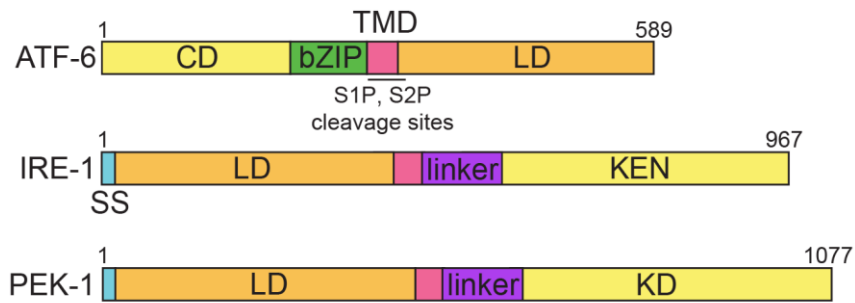 TMD
1 589
ATF-6 CD bZIP LD
S1P, S2P
cleavage sites
1 967
IRE-1 LD linker KEN
SS
1 1077
PEK-1 LD linker KD